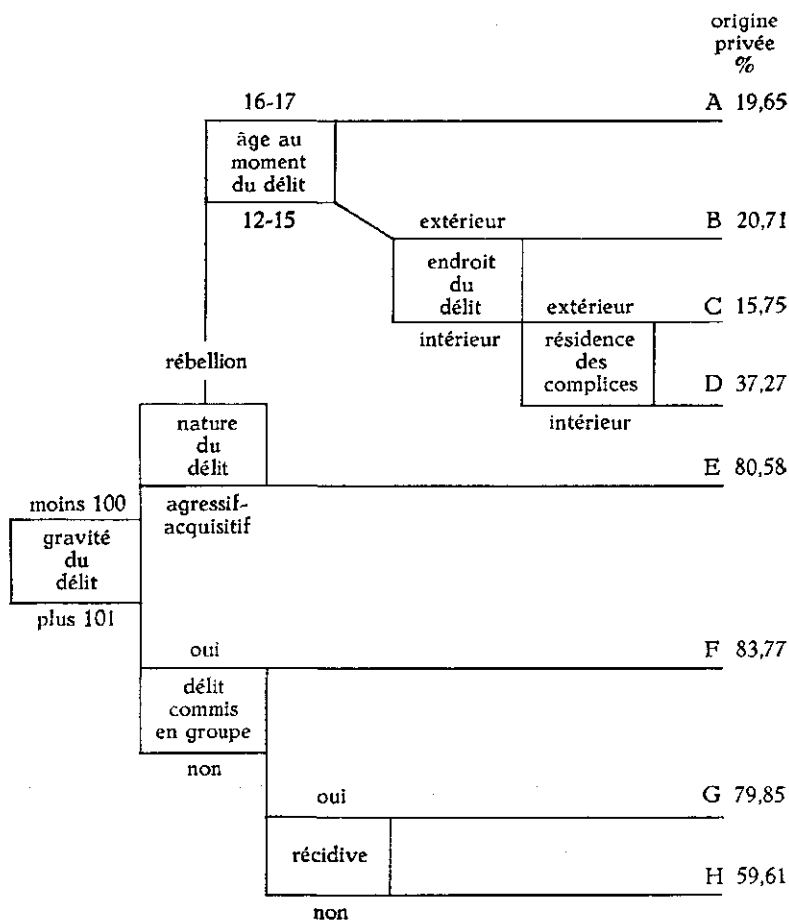 origine
privée
%
16-17
A 19,65
âge au
moment
du délit
12-15
extérieur
B 20,71
endroit
du
délit
extérieur
C 15,75
intérieur
résidence
des
complices
rébellion
D 37,27
intérieur
nature
du
délit
E 80,58
moins 100
agressif-
acquisitif
gravité
du
délit
plus 101
oui
F 83,77
délit
commis
en groupe
non
oui
G 79,85
récidive
H 59,61
non